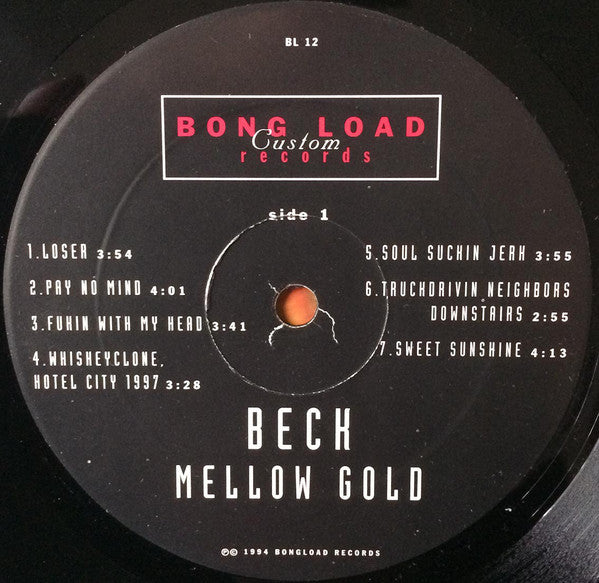 BL 12
BONG LOAD
Custom
records
side 1
1.LOSER 3:54
2.PAY NO MIND 4:01
3.FUKIN WITH MY HEAD 3:41
4.WHISKEYCLONE,
HOTEL CITY 1997 3:28
5.SOUL SUCKIN JERK 3:55
6.TRUCKDRIVIN NEIGHBORS
DOWNSTAIRS 2:55
7.SWEET SUNSHINE 4:13
BECK
MELLOW GOLD
℗© 1994 BONGLOAD RECORDS